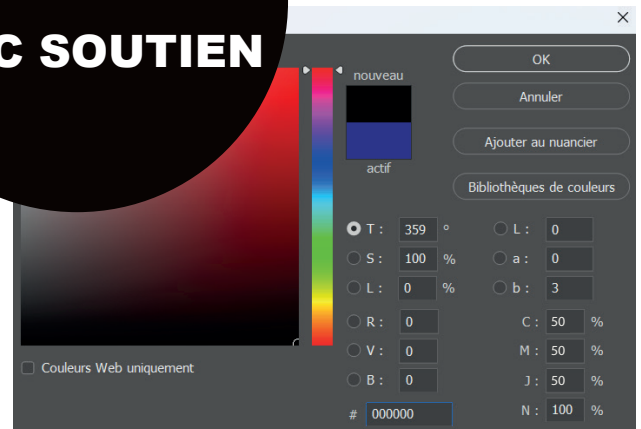 C SOUTIEN
nouveau
actif
OK
Annuler
Ajouter au nuancier
Bibliothèques de couleurs
T : 359 °
S : 100 %
L : 0 %
R : 0
V : 0
B : 0
# 000000
L : 0
a : 0
b : 3
C : 50 %
M : 50 %
J : 50 %
N : 100 %
Couleurs Web uniquement